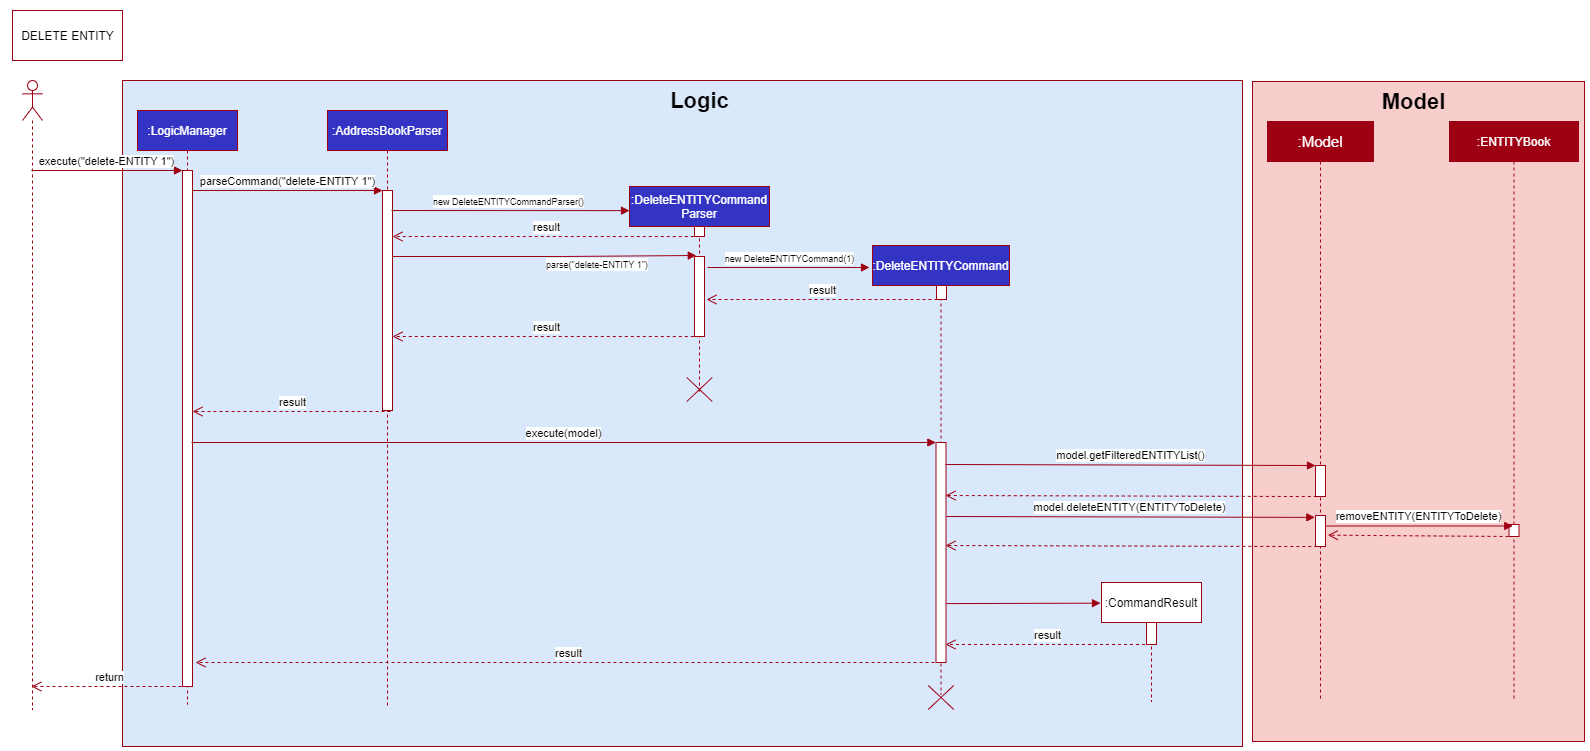 DELETE ENTITY
Logic
Model
:LogicManager
:AddressBookParser
:Model
:ENTITYBook
execute("delete-ENTITY 1")
parseCommand("delete-ENTITY 1")
new DeleteENTITYCommandParser()
:DeleteENTITYCommand
Parser
result
parse("delete-ENTITY 1")
new DeleteENTITYCommand(1)
:DeleteENTITYCommand
result
result
result
execute(model)
model.getFilteredENTITYList()
model.deleteENTITY(ENTITYToDelete)
removeENTITY(ENTITYToDelete)
:CommandResult
result
result
return